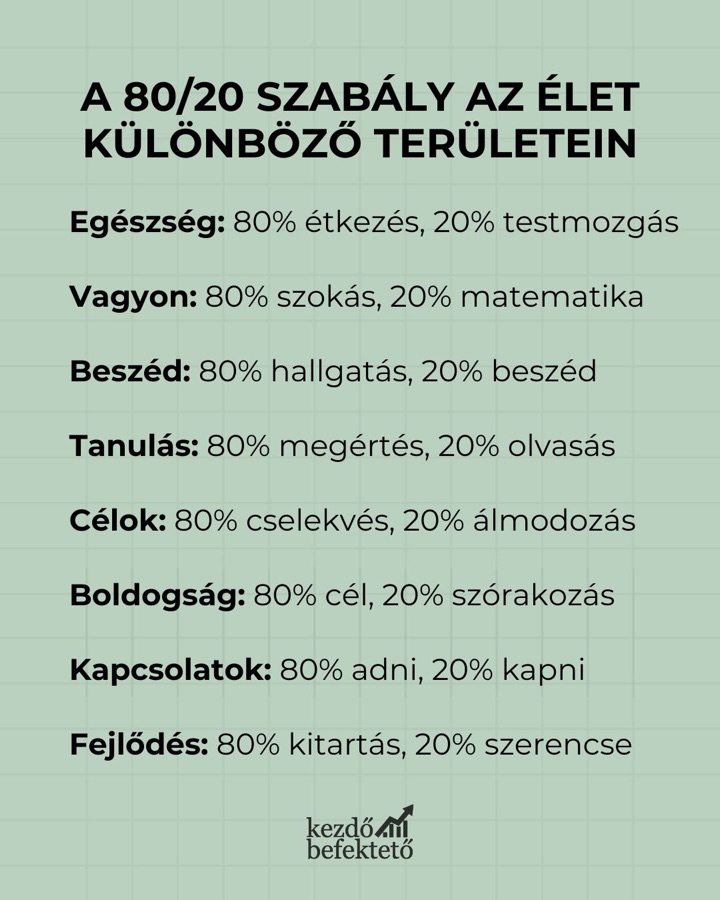 A 80/20 SZABÁLY AZ ÉLET
KÜLÖNBÖZŐ TERÜLETEIN
Egészség: 80% étkezés, 20% testmozgás
Vagyon: 80% szokás, 20% matematika
Beszéd: 80% hallgatás, 20% beszéd
Tanulás: 80% megértés, 20% olvasás
Célok: 80% cselekvés, 20% álmodozás
Boldogság: 80% cél, 20% szórakozás
Kapcsolatok: 80% adni, 20% kapni
Fejlődés: 80% kitartás, 20% szerencse
kezdő
befektető